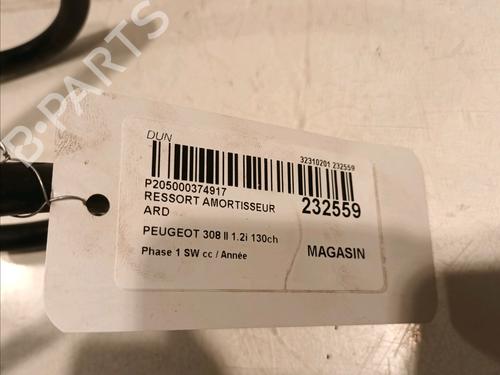 B-PARTS
DUN
32310201 232559
P205000374917
RESSORT AMORTISSEUR
ARD
232559
PEUGEOT 308 II 1.2i 130ch
Phase 1 SW cc / Année
MAGASIN